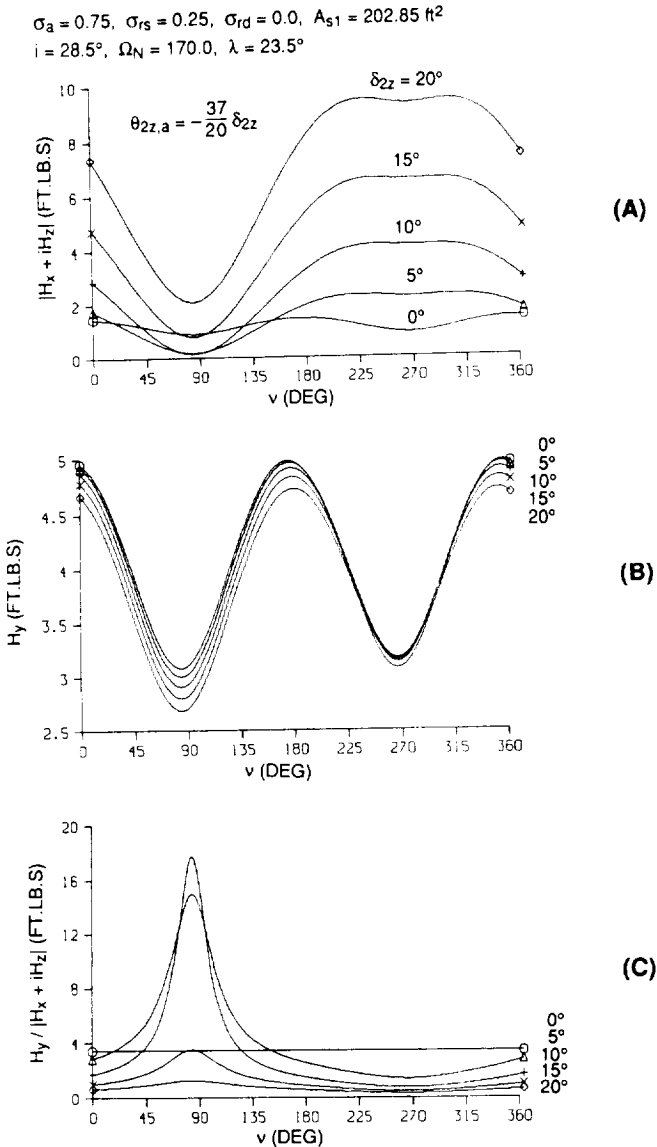 σa = 0.75, σrs = 0.25, σrd = 0.0, As1 = 202.85 ft²
i = 28.5°, ΩN = 170.0, λ = 23.5°
10
8
6
4
2
0
|Hx + iHz| (FT.LB.S)
θ2z,a = −37/20 δ2z
δ2z = 20°
15°
10°
5°
0°
0 45 90 135 180 225 270 315 360
ν (DEG)
(A)
5
4.5
4
3.5
3
2.5
Hy (FT.LB.S)
0°
5°
10°
15°
20°
0 45 90 135 180 225 270 315 360
ν (DEG)
(B)
20
16
12
8
4
0
Hy / |Hx + iHz| (FT.LB.S)
0°
5°
10°
15°
20°
0 45 90 135 180 225 270 315 360
ν (DEG)
(C)